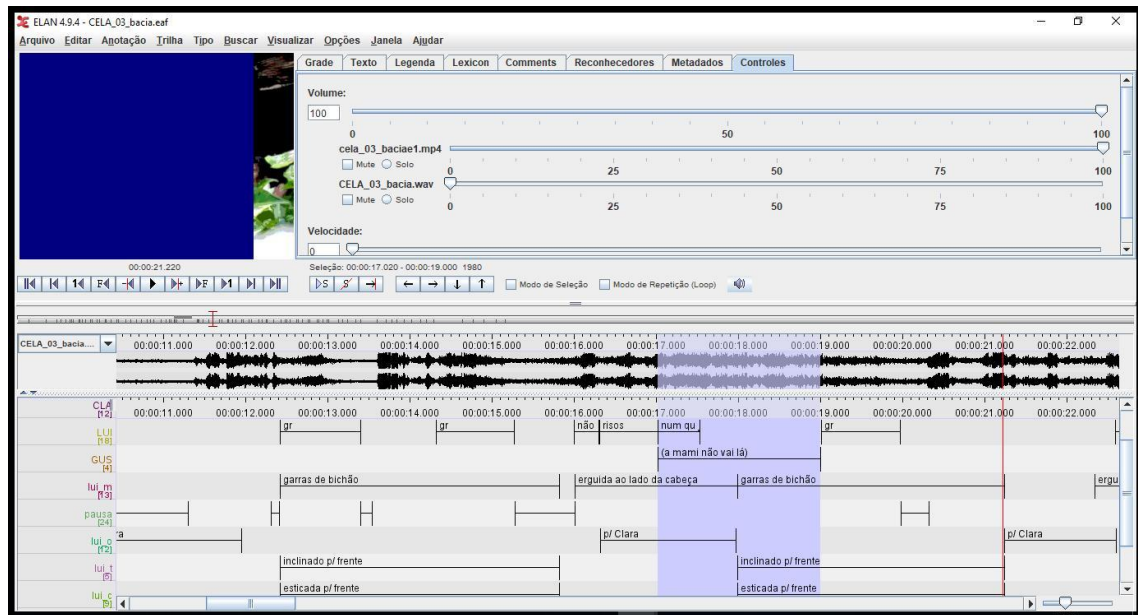 ELAN 4.9.4 - CELA_03_bacia.eaf
Arquivo Editar Anotação Trilha Tipo Buscar Visualizar Opções Janela Ajudar
Grade Texto Legenda Lexicon Comments Reconhecedores Metadados Controles
Volume:
100
0 50 100
cela_03_baciae1.mp4
Mute Solo
0 25 50 75 100
CELA_03_bacia.wav
Mute Solo
0 25 50 75 100
Velocidade:
0
00:00:21.220
Seleção: 00:00:17.020 - 00:00:19.000 1980
1 F + F 1 S S Modo de Seleção Modo de Repetição (Loop)
CELA_03_bacia....
00:00:11.000 00:00:12.000 00:00:13.000 00:00:14.000 00:00:15.000 00:00:16.000 00:00:17.000 00:00:18.000 00:00:19.000 00:00:20.000 00:00:21.000 00:00:22.000
CLA
[12]
00:00:11.000 00:00:12.000 00:00:13.000 00:00:14.000 00:00:15.000 00:00:16.000 00:00:17.000 00:00:18.000 00:00:19.000 00:00:20.000 00:00:21.000 00:00:22.000
LUI
[18]
gr gr não risos num qu gr
GUS
[4]
(a mami não vai lá)
lui_m
[13]
garras de bichão erguida ao lado da cabeça garras de bichão ergu
pausa
[24]
lui_o
[12]
'a p/ Clara p/ Clara
lui_t
[5]
inclinado p/ frente inclinado p/ frente
lui_c
[9]
esticada p/ frente esticada p/ frente